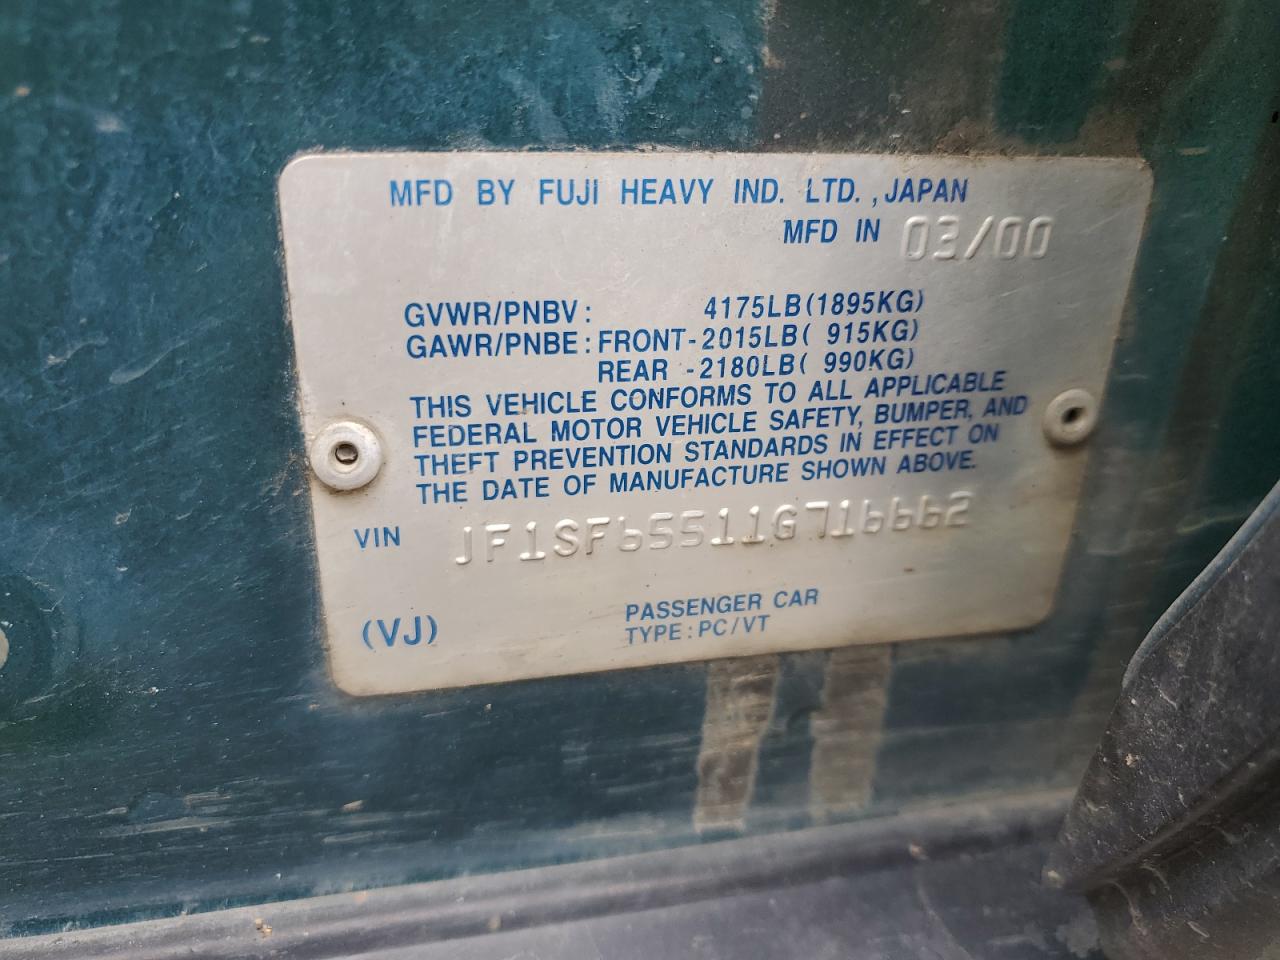 MFD BY FUJI HEAVY IND. LTD., JAPAN
MFD IN 03/00
GVWR/PNBV: 4175LB(1895KG)
GAWR/PNBE: FRONT-2015LB( 915KG)
REAR -2180LB( 990KG)
THIS VEHICLE CONFORMS TO ALL APPLICABLE
FEDERAL MOTOR VEHICLE SAFETY, BUMPER, AND
THEFT PREVENTION STANDARDS IN EFFECT ON
THE DATE OF MANUFACTURE SHOWN ABOVE.
VIN JF1SF65511G716662
PASSENGER CAR
(VJ) TYPE: PC/VT